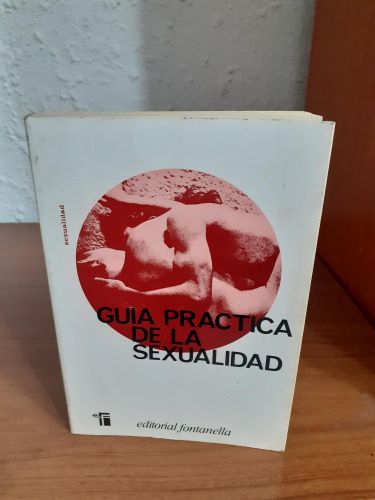 sexualidad
GUIA PRACTICA
DE LA
SEXUALIDAD
editorial fontanella